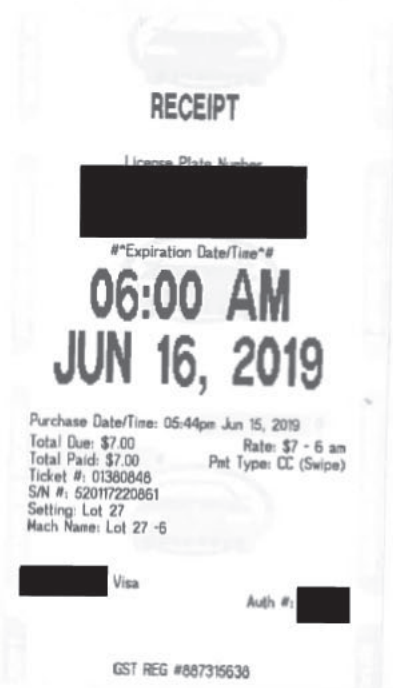 RECEIPT
License Plate Number
#^Expiration Date/Time^#
06:00 AM
JUN 16, 2019
Purchase Date/Time: 05:44pm Jun 15, 2019
Total Due: $7.00 Rate: $7 - 6 am
Total Paid: $7.00 Pmt Type: CC (Swipe)
Ticket #: 01380848
S/N #: 520117220861
Setting: Lot 27
Mach Name: Lot 27 -6
Visa
Auth #:
GST REG #887315638